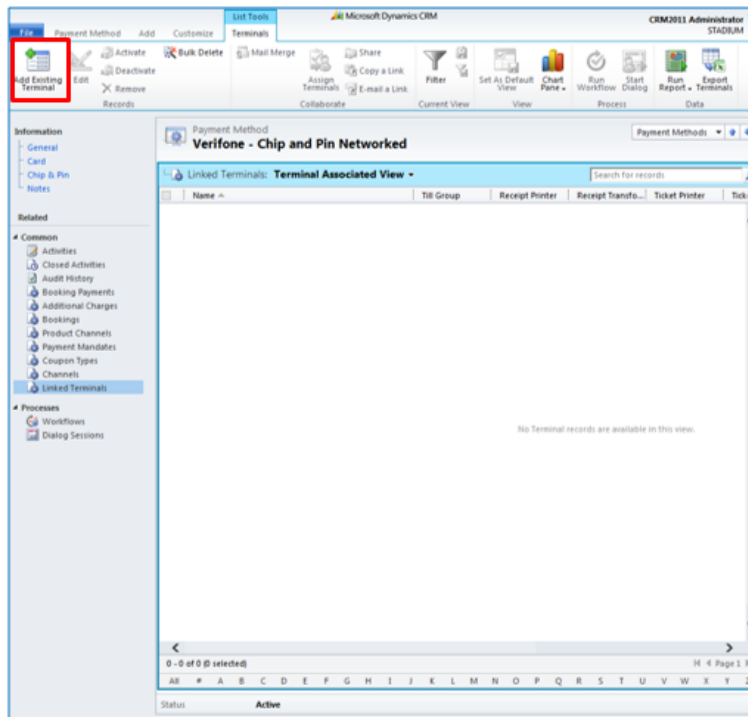 List Tools
Microsoft Dynamics CRM
CRM2011 Administrator
STADIUM
File Payment Method Add Customize Terminals
Add Existing Terminal
Edit
Activate
Deactivate
Remove
Records
Bulk Delete
Mail Merge
Assign Terminals
Share
Copy a Link
E-mail a Link
Collaborate
Filter
Current View
Set As Default View
Chart Pane
View
Run Workflow
Start Dialog
Process
Run Report
Export Terminals
Data
Information
General
Card
Chip & Pin
Notes
Related
Common
Activities
Closed Activities
Audit History
Booking Payments
Additional Charges
Bookings
Product Channels
Payment Mandates
Coupon Types
Channels
Linked Terminals
Processes
Workflows
Dialog Sessions
Payment Method
Verifone - Chip and Pin Networked
Payment Methods
Linked Terminals: Terminal Associated View
Search for records
Name Till Group Receipt Printer Receipt Transfo... Ticket Printer Tick
No Terminal records are available in this view.
0 - 0 of 0 (0 selected)
Page 1
All # A B C D E F G H I J K L M N O P Q R S T U V W X Y Z
Status Active